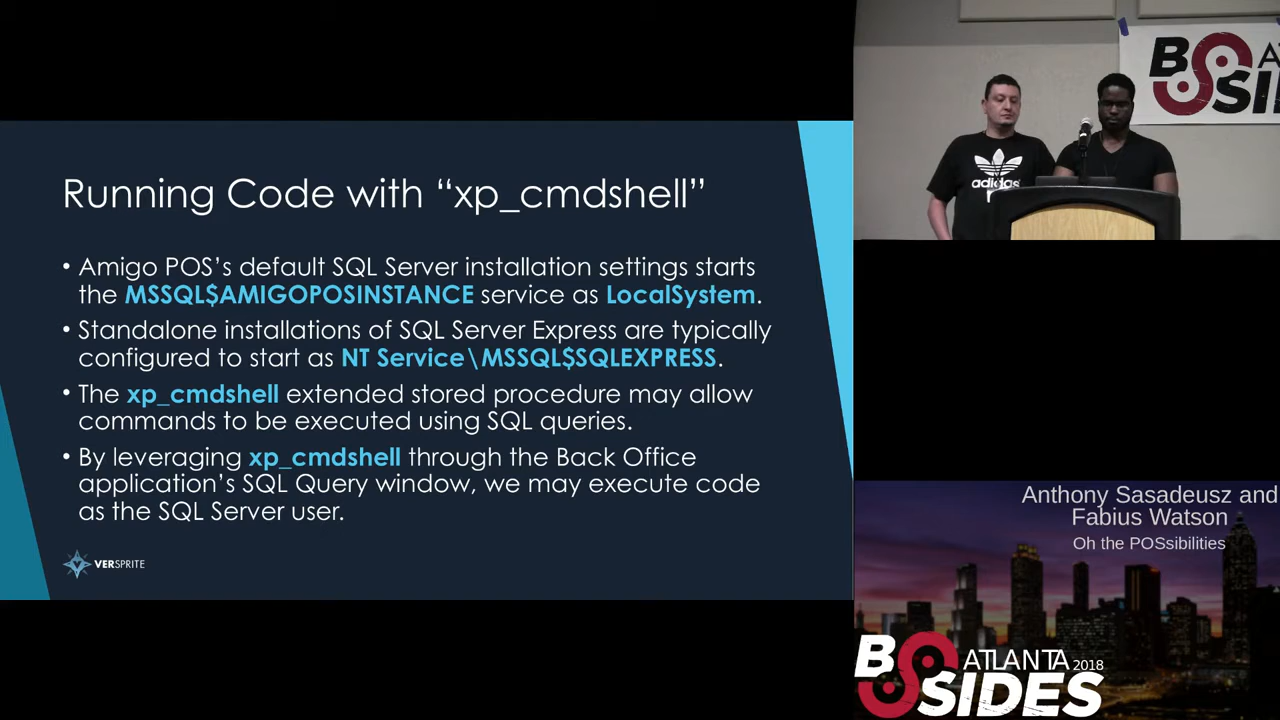 Running Code with “xp_cmdshell”
• Amigo POS’s default SQL Server installation settings starts
the MSSQL$AMIGOPOSINSTANCE service as LocalSystem.
• Standalone installations of SQL Server Express are typically
configured to start as NT Service\MSSQL$SQLEXPRESS.
• The xp_cmdshell extended stored procedure may allow
commands to be executed using SQL queries.
• By leveraging xp_cmdshell through the Back Office
application’s SQL Query window, we may execute code
as the SQL Server user.
VERSPRITE
adidas
Anthony Sasadeusz and
Fabius Watson
Oh the POSsibilities
B SIDES
ATLANTA 2018